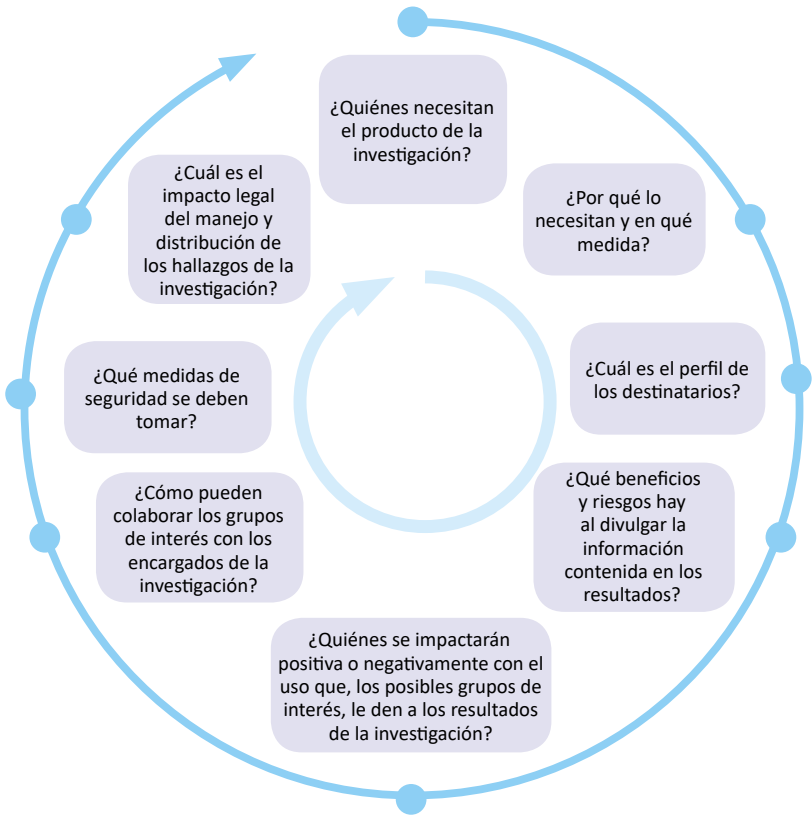 ¿Quiénes necesitan
el producto de la
investigación?
¿Por qué lo
necesitan y en qué
medida?
¿Cuál es el perfil de
los destinatarios?
¿Qué beneficios
y riesgos hay
al divulgar la
información
contenida en los
resultados?
¿Quiénes se impactarán
positiva o negativamente con el
uso que, los posibles grupos de
interés, le den a los resultados
de la investigación?
¿Cómo pueden
colaborar los grupos
de interés con los
encargados de la
investigación?
¿Qué medidas de
seguridad se deben
tomar?
¿Cuál es el
impacto legal
del manejo y
distribución de
los hallazgos de la
investigación?